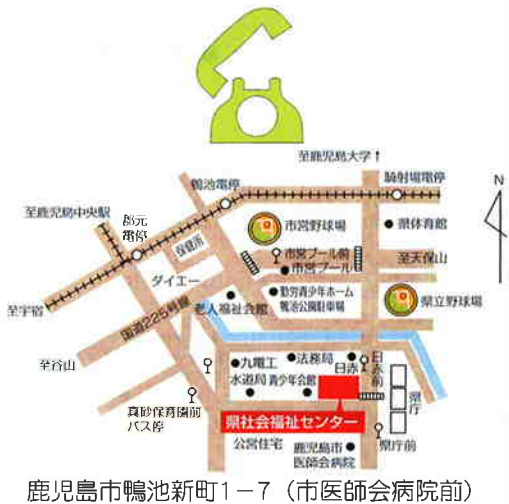 至鹿児島大学↑
鴨池電停
騎射場電停
N
至鹿児島中央駅
郡元
電停
市営野球場
県体育館
保健所
市営プール前
市営プール
至天保山
ダイエー
至宇宿
国道225号線
老人福祉会館
勤労青少年ホーム
鴨池公園駐車場
県立野球場
至谷山
九電工
法務局
日赤
日赤前
水道局
青少年会館
県庁
真砂保育園前
バス停
県社会福祉センター
公営住宅
鹿児島市
医師会病院
県庁前
鹿児島市鴨池新町1−7（市医師会病院前）